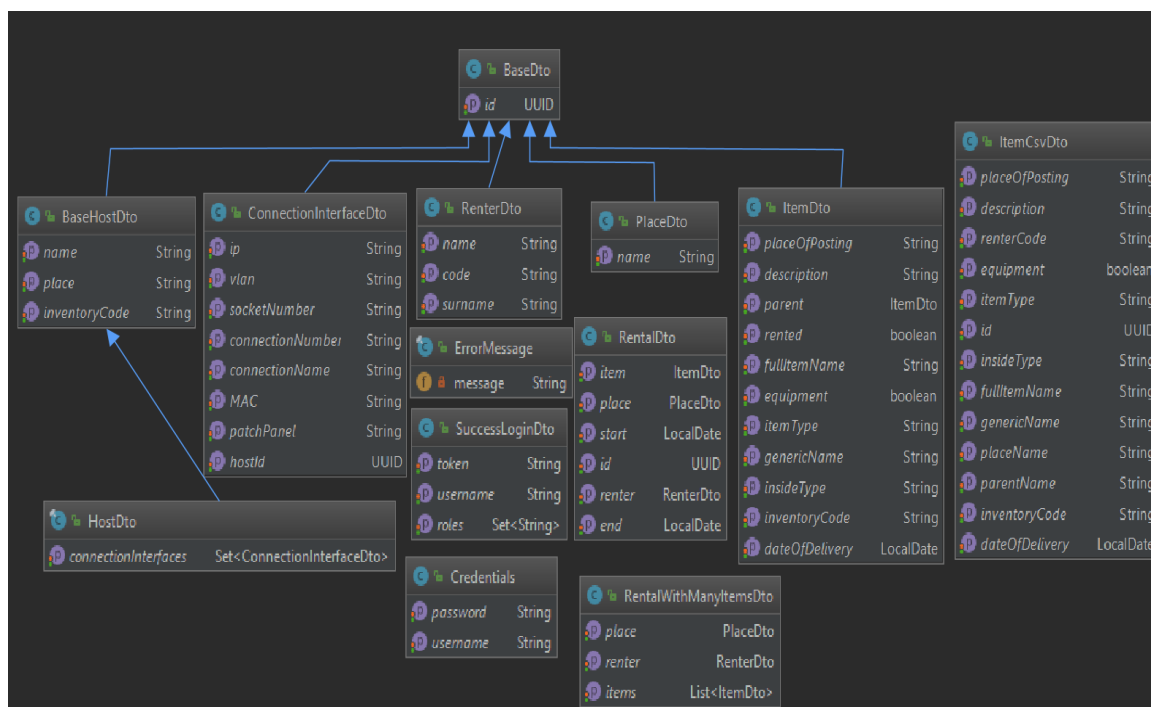 BaseDto
id UUID
BaseHostDto
name String
place String
inventoryCode String
ConnectionInterfaceDto
ip String
vlan String
socketNumber String
connectionNumber String
connectionName String
MAC String
patchPanel String
hostId UUID
RenterDto
name String
code String
surname String
PlaceDto
name String
ItemDto
placeOfPosting String
description String
parent ItemDto
rented boolean
fullItemName String
equipment boolean
itemType String
genericName String
insideType String
inventoryCode String
dateOfDelivery LocalDate
ItemCsvDto
placeOfPosting String
description String
renterCode String
equipment boolean
itemType String
id UUID
insideType String
fullItemName String
genericName String
placeName String
parentName String
inventoryCode String
dateOfDelivery LocalDate
ErrorMessage
message String
RentalDto
item ItemDto
place PlaceDto
start LocalDate
id UUID
renter RenterDto
end LocalDate
SuccessLoginDto
token String
username String
roles Set<String>
HostDto
connectionInterfaces Set<ConnectionInterfaceDto>
Credentials
password String
username String
RentalWithManyItemsDto
place PlaceDto
renter RenterDto
items List<ItemDto>